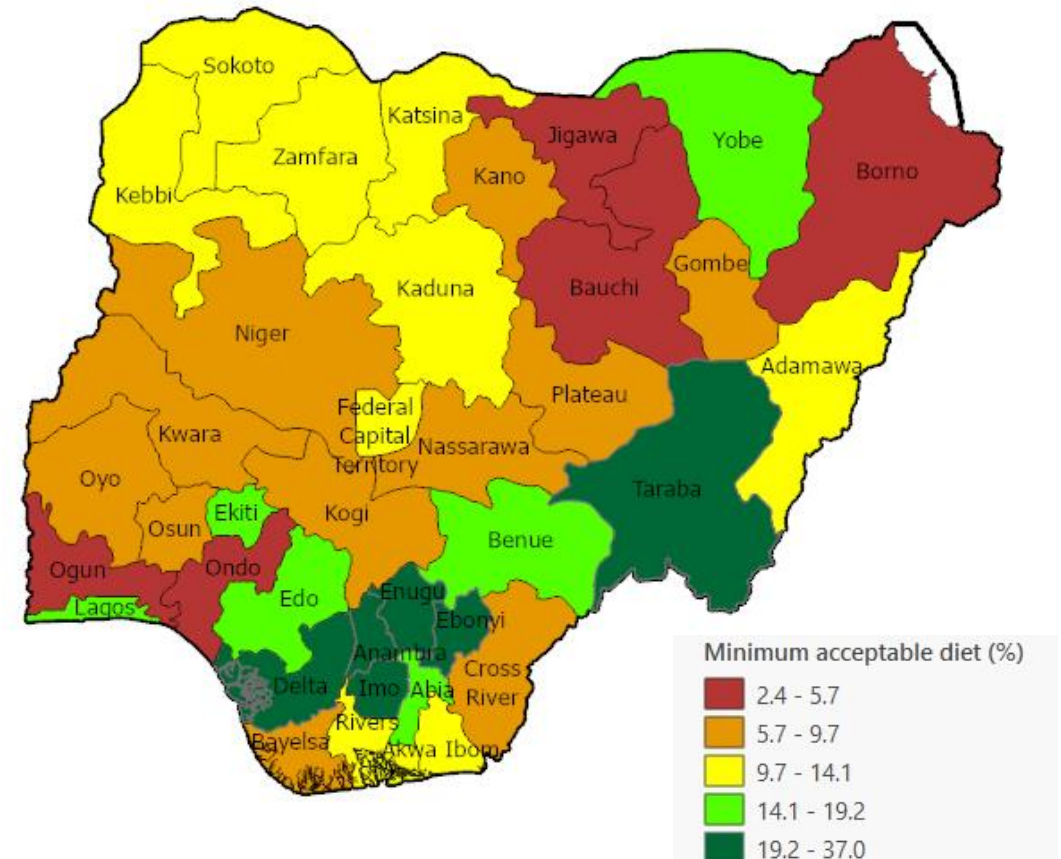 Sokoto
Katsina
Zamfara
Kebbi
Jigawa
Kano
Yobe
Borno
Kaduna
Bauchi
Gombe
Niger
Adamawa
Plateau
Federal
Capital
Territory
Nassarawa
Kwara
Oyo
Taraba
Osun
Ekiti
Kogi
Benue
Ogun
Ondo
Lagos
Edo
Enugu
Ebonyi
Anambra
Delta
Imo
Abia
Cross
River
Rivers
Bayelsa
Akwa Ibom
Minimum acceptable diet (%)
2.4 - 5.7
5.7 - 9.7
9.7 - 14.1
14.1 - 19.2
19.2 - 37.0